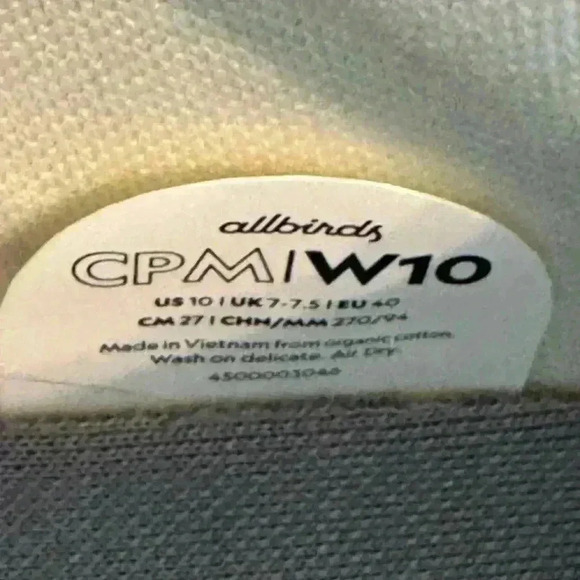 allbirds
CPM | W10
US 10 | UK 7-7.5 | EU 40
CM 27 | CHN/MM 270/94
Made in Vietnam from organic cotton.
Wash on delicate. Air Dry.
4500003040